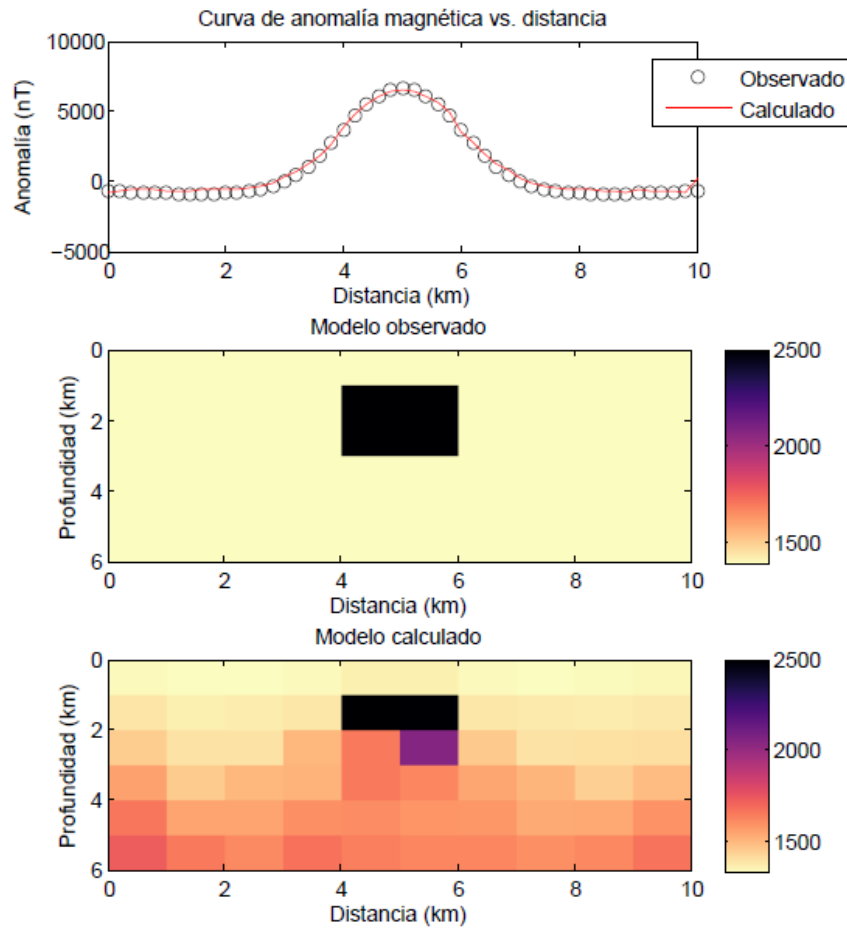 Curva de anomalía magnética vs. distancia
10000
5000
0
−5000
Anomalía (nT)
Observado
Calculado
0 2 4 6 8 10
Distancia (km)
Modelo observado
0
2
4
6
Profundidad (km)
0 2 4 6 8 10
Distancia (km)
2500
2000
1500
Modelo calculado
0
2
4
6
Profundidad (km)
0 2 4 6 8 10
Distancia (km)
2500
2000
1500